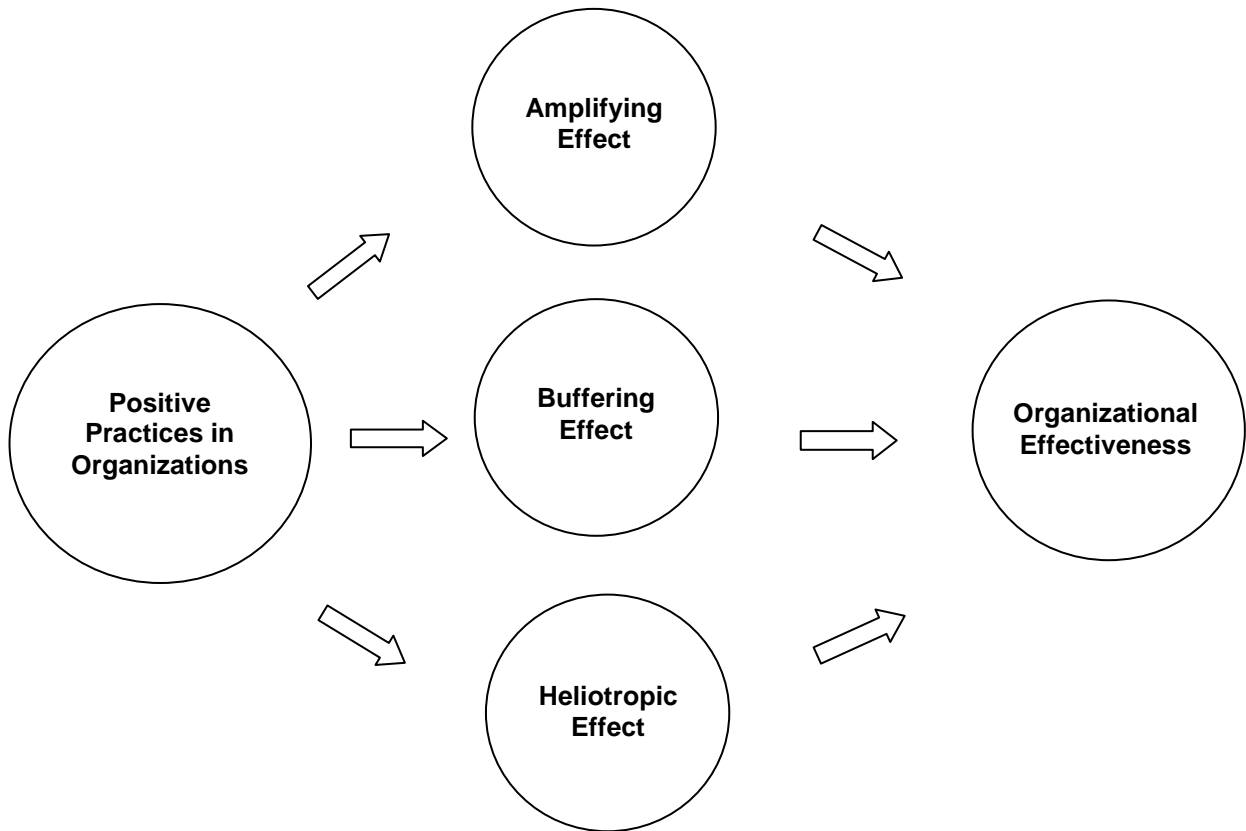 Amplifying
Effect
Positive
Practices in
Organizations
Buffering
Effect
Organizational
Effectiveness
Heliotropic
Effect